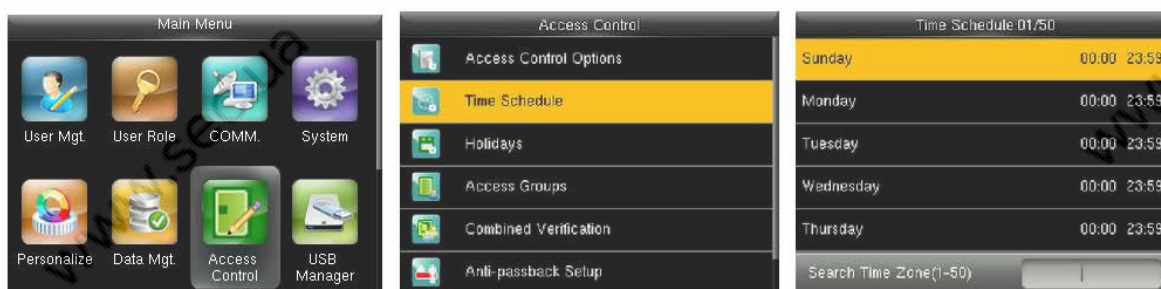 Main Menu
User Mgt.
User Role
COMM.
System
Personalize
Data Mgt.
Access
Control
USB
Manager
Access Control
Access Control Options
Time Schedule
Holidays
Access Groups
Combined Verification
Anti-passback Setup
Time Schedule:01/50
Sunday 00:00 23:59
Monday 00:00 23:59
Tuesday 00:00 23:59
Wednesday 00:00 23:59
Thursday 00:00 23:59
Search Time Zone(1-50)